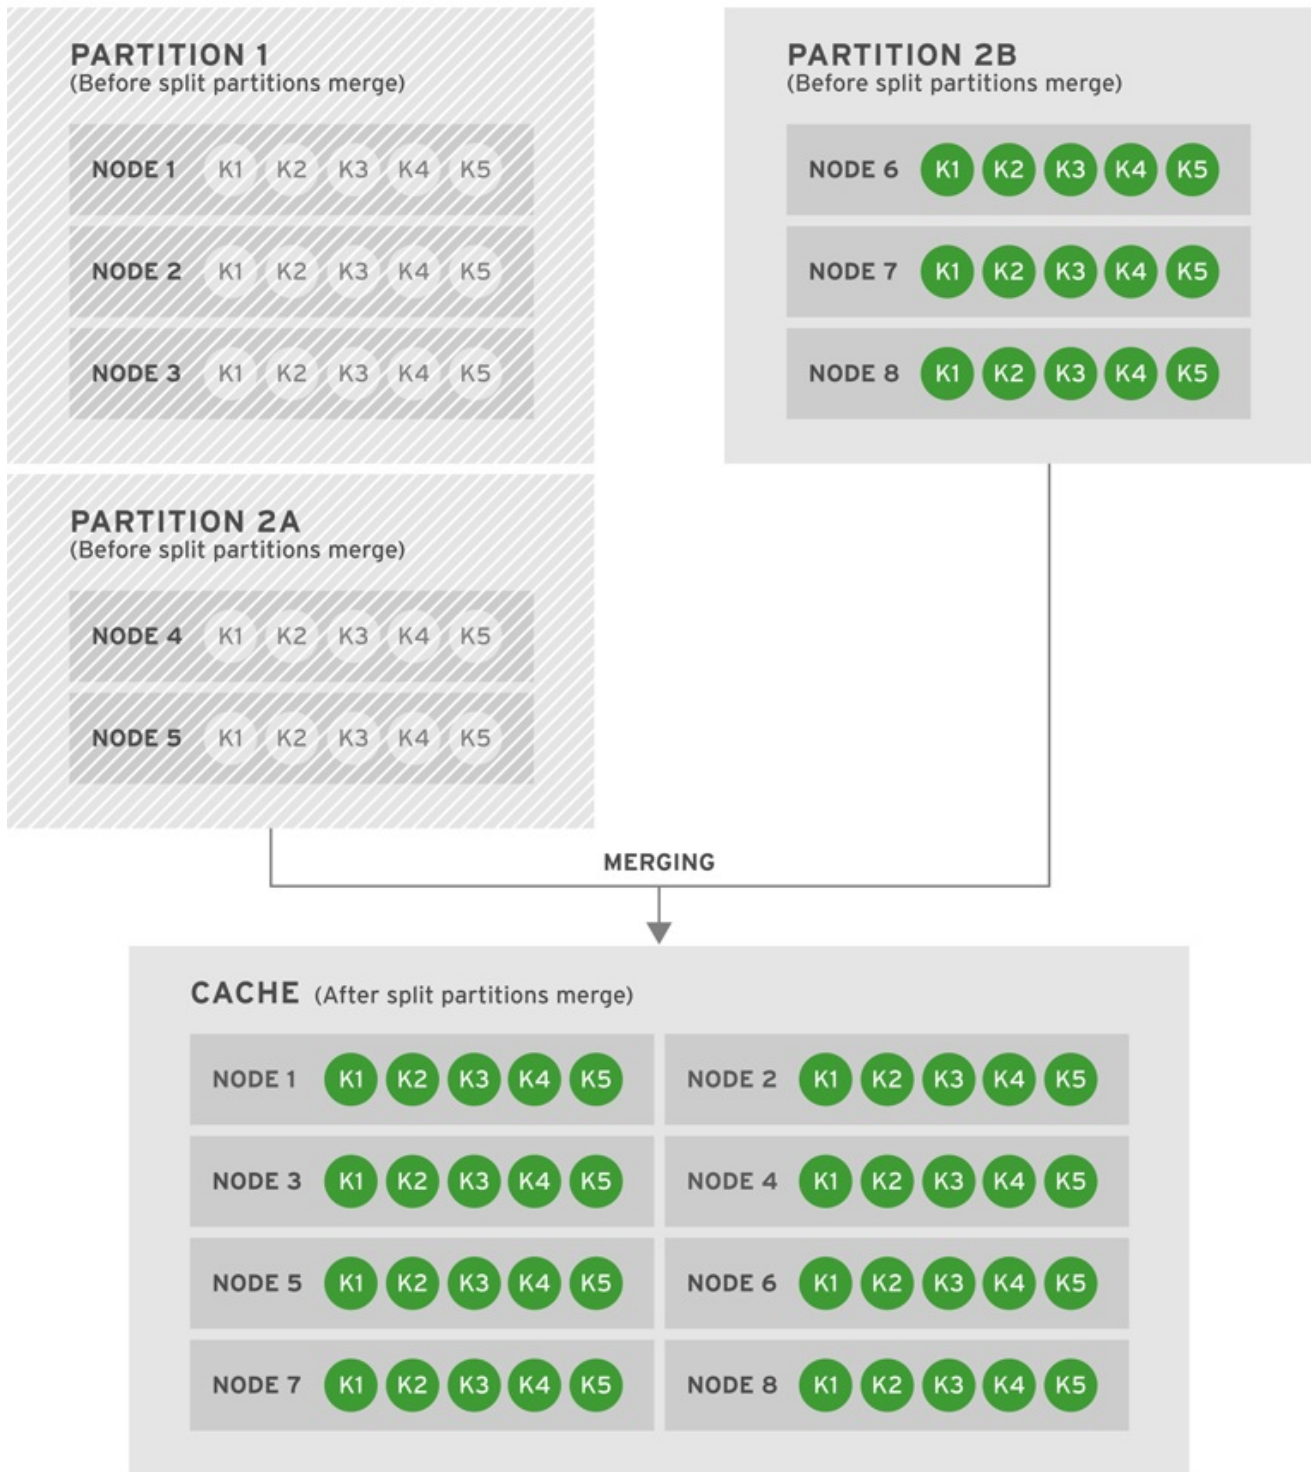 PARTITION 1
(Before split partitions merge)
NODE 1 K1 K2 K3 K4 K5
NODE 2 K1 K2 K3 K4 K5
NODE 3 K1 K2 K3 K4 K5
PARTITION 2B
(Before split partitions merge)
NODE 6 K1 K2 K3 K4 K5
NODE 7 K1 K2 K3 K4 K5
NODE 8 K1 K2 K3 K4 K5
PARTITION 2A
(Before split partitions merge)
NODE 4 K1 K2 K3 K4 K5
NODE 5 K1 K2 K3 K4 K5
MERGING
CACHE (After split partitions merge)
NODE 1 K1 K2 K3 K4 K5
NODE 2 K1 K2 K3 K4 K5
NODE 3 K1 K2 K3 K4 K5
NODE 4 K1 K2 K3 K4 K5
NODE 5 K1 K2 K3 K4 K5
NODE 6 K1 K2 K3 K4 K5
NODE 7 K1 K2 K3 K4 K5
NODE 8 K1 K2 K3 K4 K5